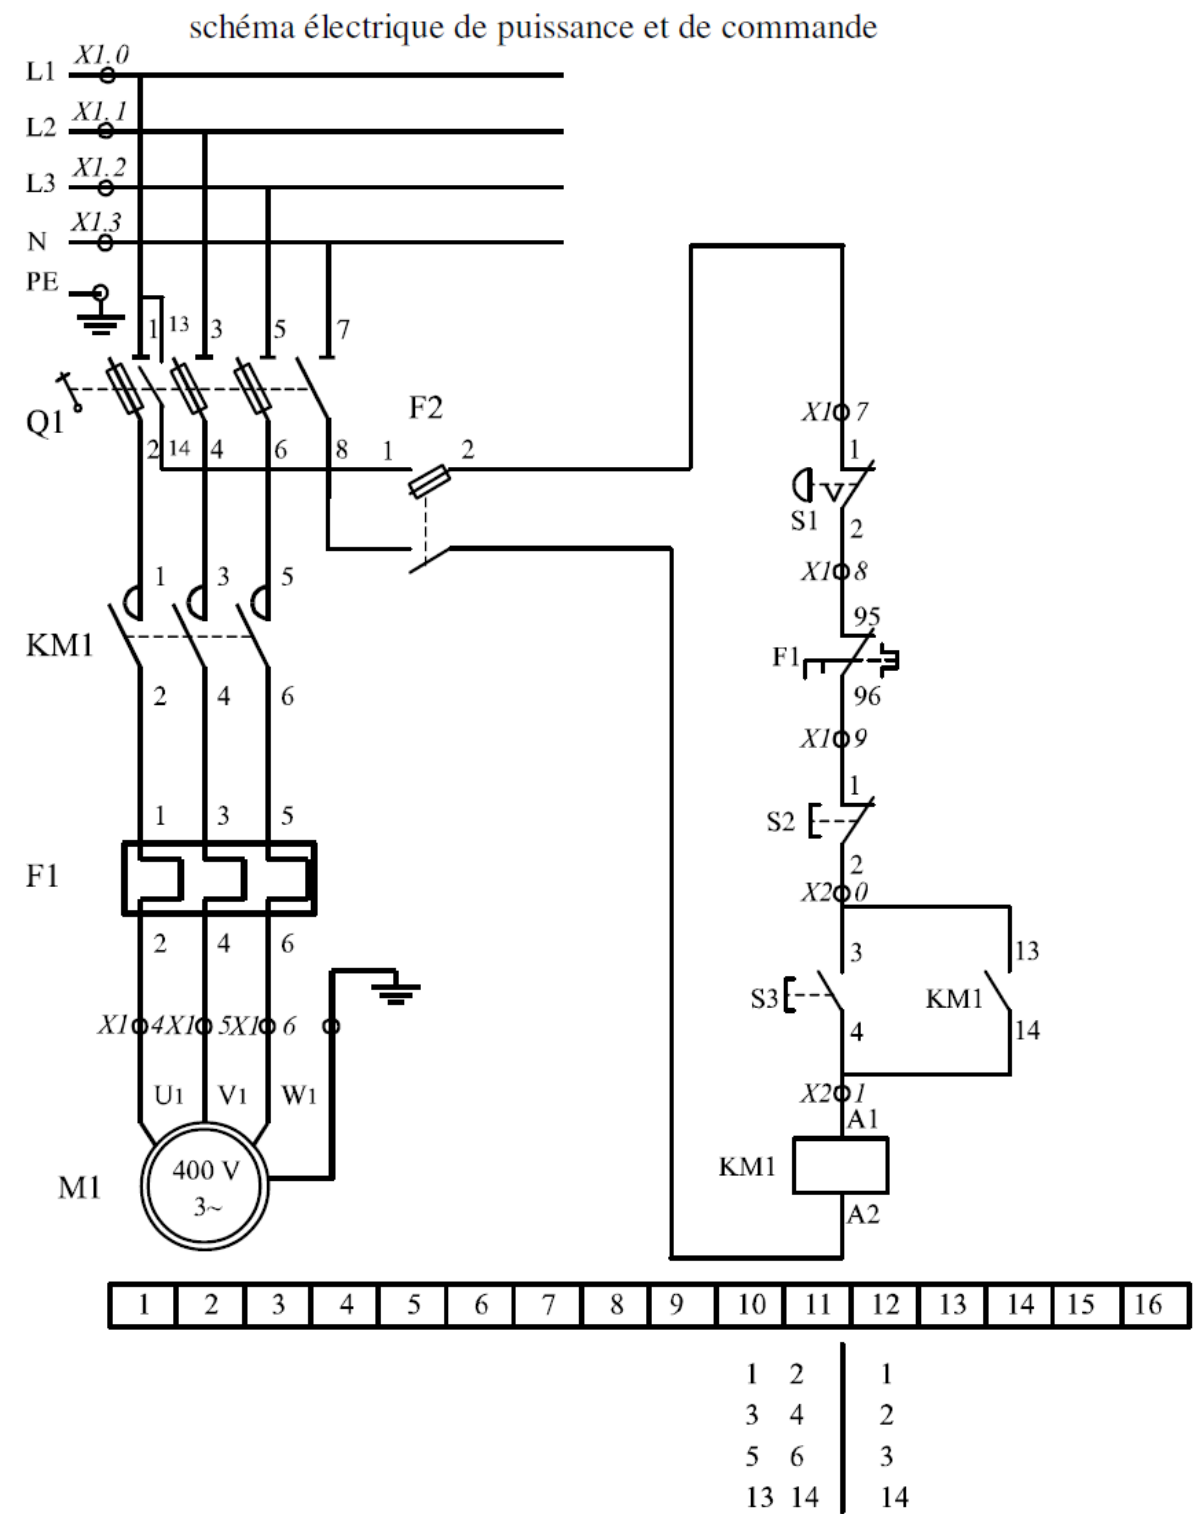 schéma électrique de puissance et de commande
X1.0
L1
X1.1
L2
X1.2
L3
X1.3
N
PE
1 13 3 5 7
Q1
F2
2 14 4 6 8 1 2
X1 7
1
S1
2
X1 8
1 3 5
95
KM1
F1
2 4 6
96
X1 9
1
1 3 5
S2
F1
2
X2 0
2 4 6
3 13
S3 KM1
X1 4 X1 5 X1 6
4 14
U1 V1 W1
X2 1
A1
400 V
KM1
M1
3~
A2
1 2 3 4 5 6 7 8 9 10 11 12 13 14 15 16
1 2 1
3 4 2
5 6 3
13 14 14